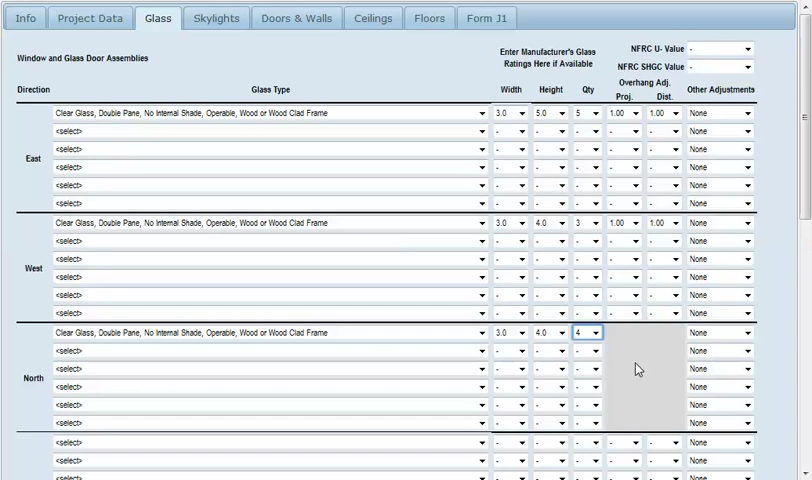 Info Project Data Glass Skylights Doors & Walls Ceilings Floors Form J1
Window and Glass Door Assemblies
Enter Manufacturer's Glass
Ratings Here if Available
NFRC U- Value -
NFRC SHGC Value -
Overhang Adj.
Direction Glass Type Width Height Qty Proj. Dist. Other Adjustments
Clear Glass, Double Pane, No Internal Shade, Operable, Wood or Wood Clad Frame 3.0 5.0 5 1.00 1.00 None
<select> - - - - - None
<select> - - - - - None
East
<select> - - - - - None
<select> - - - - - None
<select> - - - - - None
Clear Glass, Double Pane, No Internal Shade, Operable, Wood or Wood Clad Frame 3.0 4.0 3 1.00 1.00 None
<select> - - - - - None
<select> - - - - - None
West
<select> - - - - - None
<select> - - - - - None
<select> - - - - - None
Clear Glass, Double Pane, No Internal Shade, Operable, Wood or Wood Clad Frame 3.0 4.0 4 None
<select> - - - None
<select> - - - None
North
<select> - - - None
<select> - - - None
<select> - - - None
<select> - - - - - None
<select> - - - - - None
<select> - - - - - None